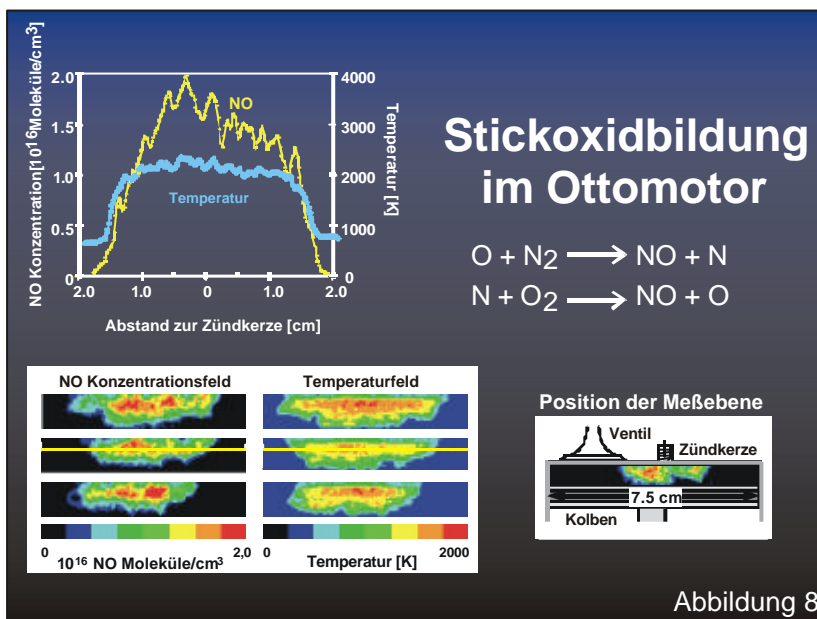 Stickoxidbildung
im Ottomotor
O + N2 ⟶ NO + N
N + O2 ⟶ NO + O
NO Konzentration[10¹⁶Moleküle/cm³]
2.0
1.5
1.0
0.5
0
NO
Temperatur
4000
3000
2000
1000
0
Temperatur [K]
2.0 1.0 0 1.0 2.0
Abstand zur Zündkerze [cm]
NO Konzentrationsfeld
Temperaturfeld
0 2,0
10¹⁶ NO Moleküle/cm³
0 2000
Temperatur [K]
Position der Meßebene
Ventil
Zündkerze
7.5 cm
Kolben
Abbildung 8